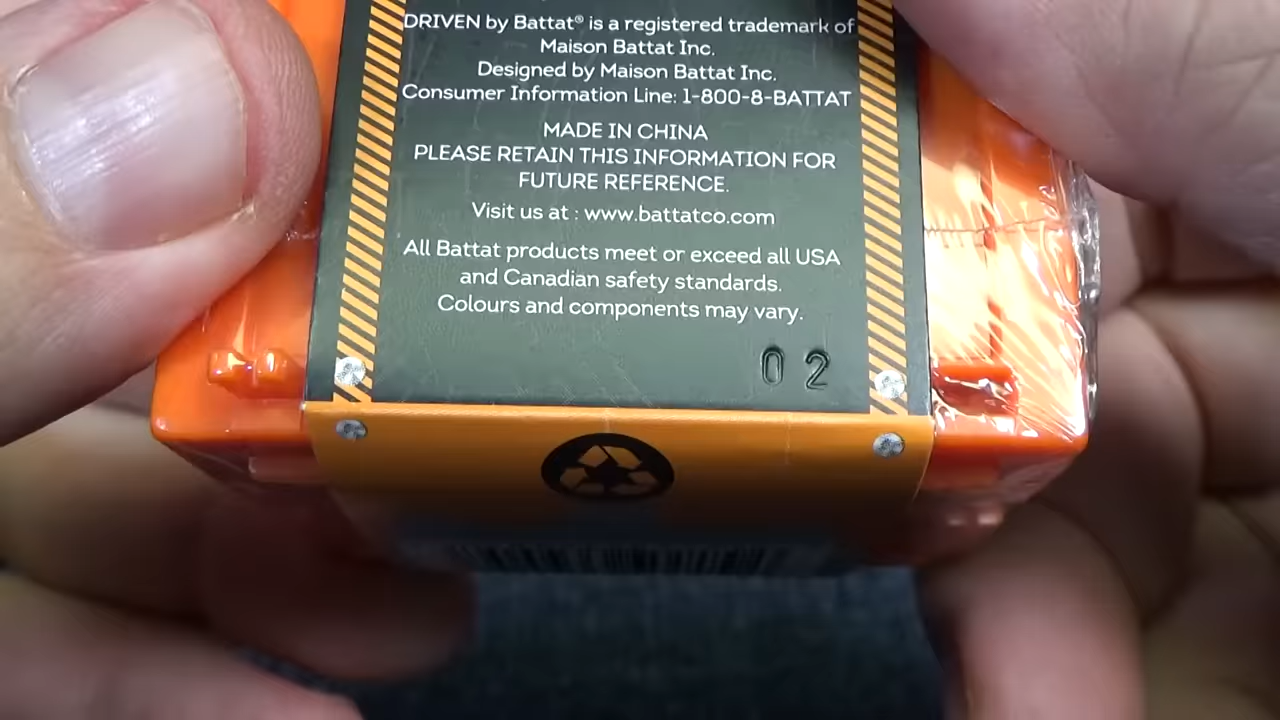 DRIVEN by Battat® is a registered trademark of
Maison Battat Inc.
Designed by Maison Battat Inc.
Consumer Information Line: 1-800-8-BATTAT
MADE IN CHINA
PLEASE RETAIN THIS INFORMATION FOR
FUTURE REFERENCE.
Visit us at : www.battatco.com
All Battat products meet or exceed all USA
and Canadian safety standards.
Colours and components may vary.
02